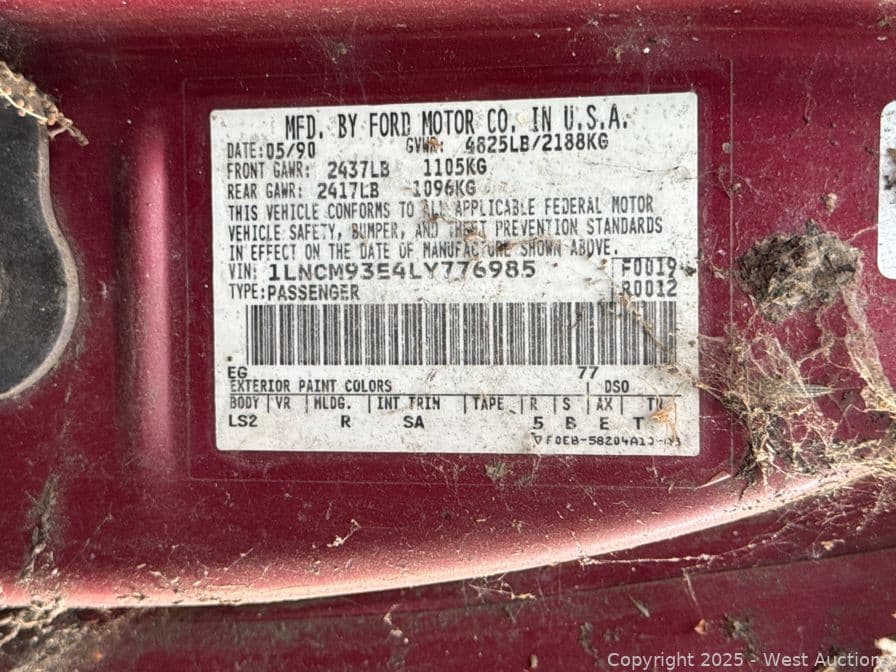 MFD. BY FORD MOTOR CO. IN U.S.A.
DATE: 05/90 GVWR: 4825LB/2188KG
FRONT GAWR: 2437LB 1105KG
REAR GAWR: 2417LB 1096KG
THIS VEHICLE CONFORMS TO ALL APPLICABLE FEDERAL MOTOR
VEHICLE SAFETY, BUMPER, AND THEFT PREVENTION STANDARDS
IN EFFECT ON THE DATE OF MANUFACTURE SHOWN ABOVE.
VIN: 1LNCM93E4LY776985 F0019
TYPE: PASSENGER R0012
EG 77
EXTERIOR PAINT COLORS DSO
BODY VR MLDG. INT TRIM TAPE R S AX TR
LS2 R SA 5 B E T
Copyright © 2025 - West Auction